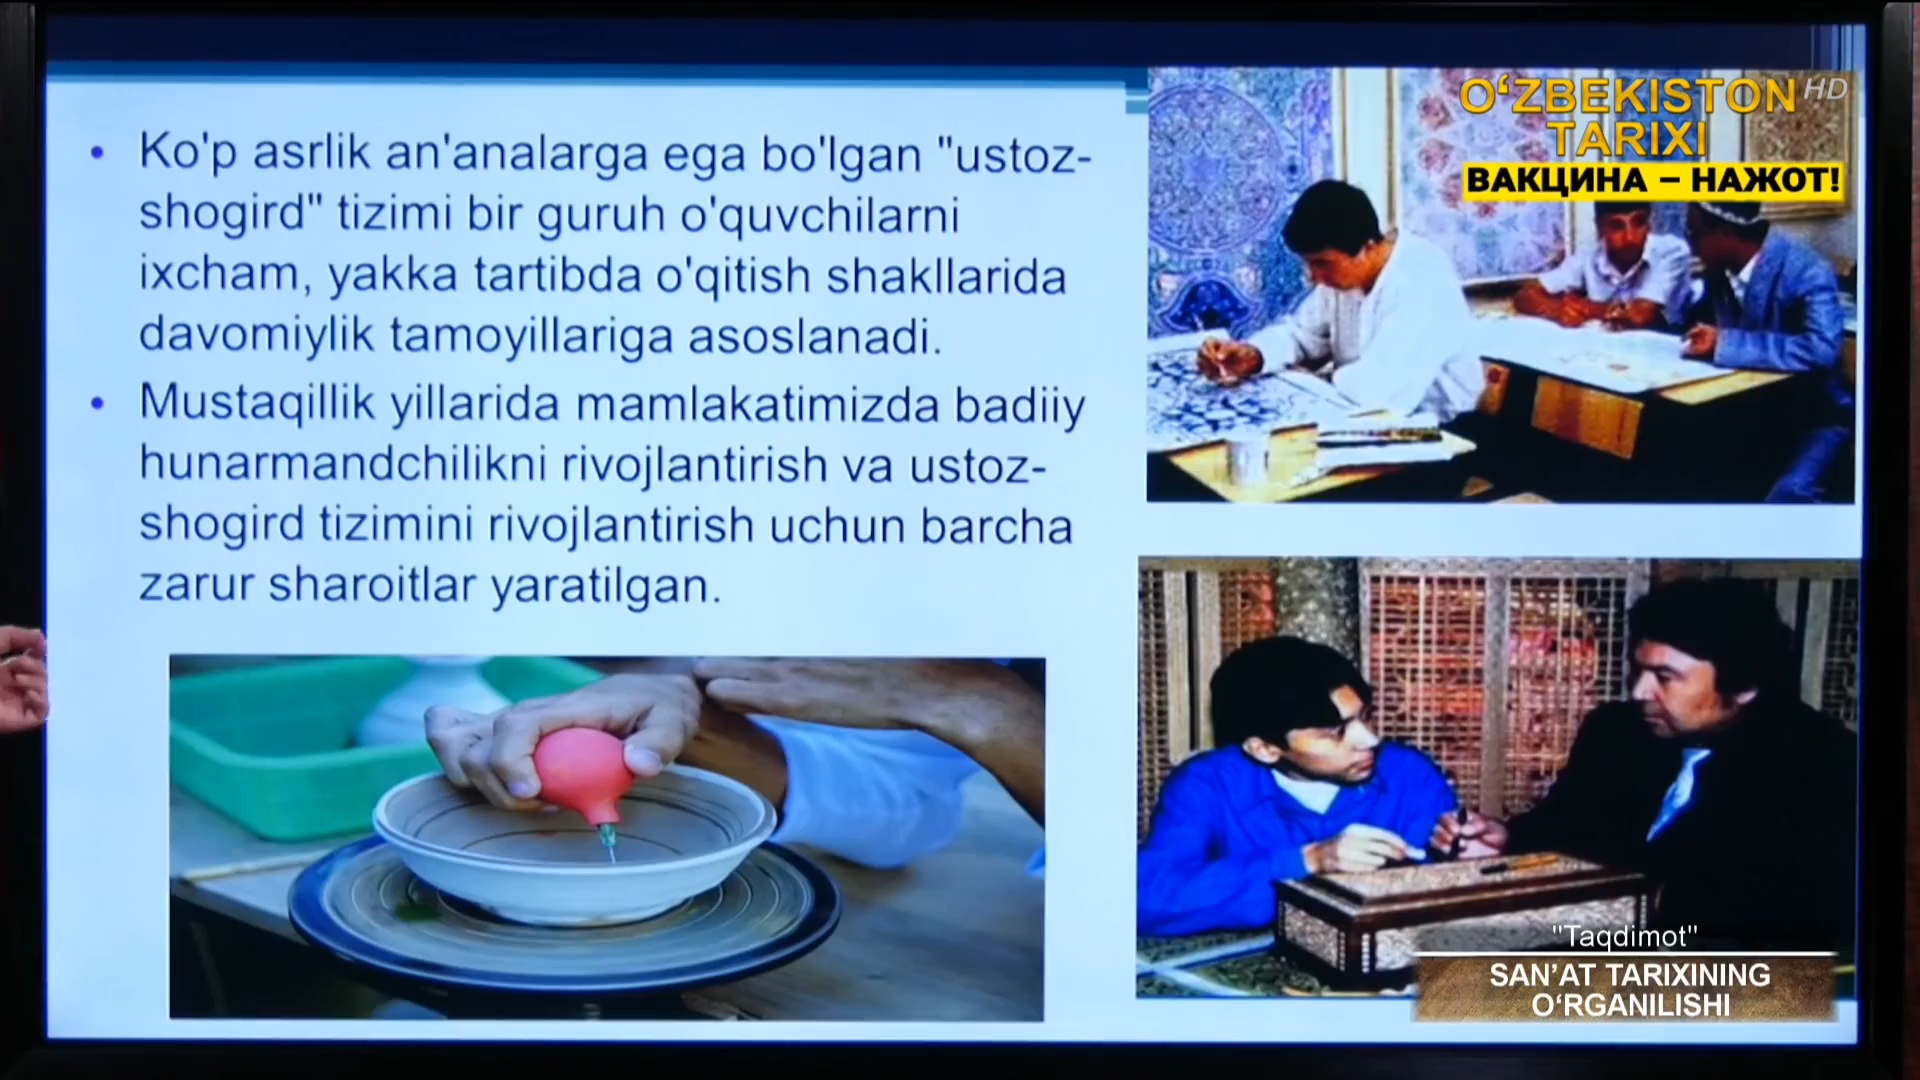 Ko'p asrlik an'analarga ega bo'lgan "ustoz-
shogird" tizimi bir guruh o'quvchilarni
ixcham, yakka tartibda o'qitish shakllarida
davomiylik tamoyillariga asoslanadi.
Mustaqillik yillarida mamlakatimizda badiiy
hunarmandchilikni rivojlantirish va ustoz-
shogird tizimini rivojlantirish uchun barcha
zarur sharoitlar yaratilgan.
O‘ZBEKISTON HD
TARIXI
ВАКЦИНА – НАЖОТ!
"Taqdimot"
SAN’AT TARIXINING
O‘RGANILISHI